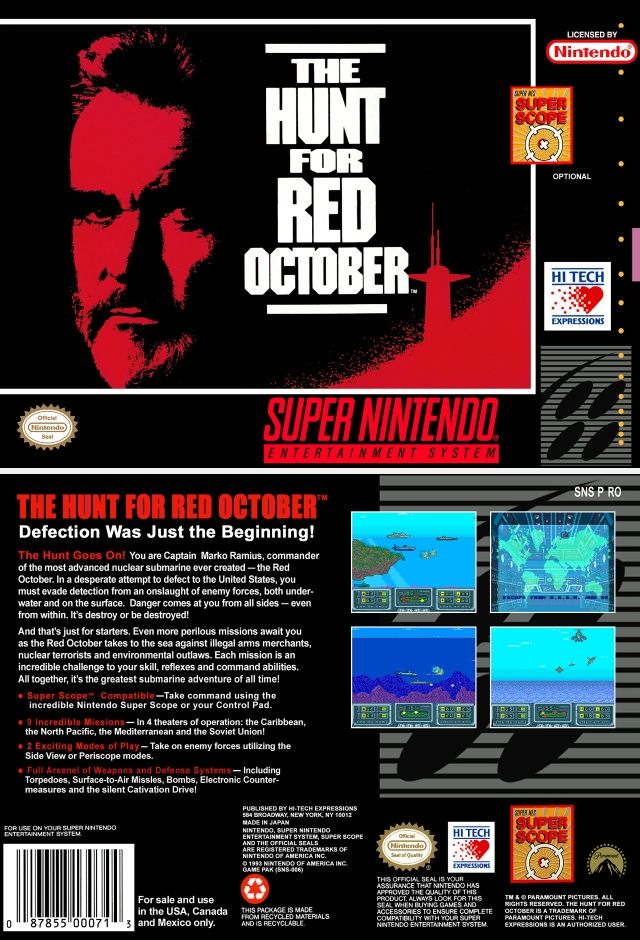 LICENSED BY
Nintendo
SUPER NES
SUPER
SCOPE
OPTIONAL
THE
HUNT
FOR
RED
OCTOBER™
HI TECH
EXPRESSIONS
Official
Nintendo
Seal
SUPER NINTENDO®
ENTERTAINMENT SYSTEM
SNS P RO
THE HUNT FOR RED OCTOBER™
Defection Was Just the Beginning!
The Hunt Goes On! You are Captain Marko Ramius, commander
of the most advanced nuclear submarine ever created — the Red
October. In a desperate attempt to defect to the United States, you
must evade detection from an onslaught of enemy forces, both under-
water and on the surface. Danger comes at you from all sides — even
from within. It's destroy or be destroyed!
And that's just for starters. Even more perilous missions await you
as the Red October takes to the sea against illegal arms merchants,
nuclear terrorists and environmental outlaws. Each mission is an
incredible challenge to your skill, reflexes and command abilities.
All together, it's the greatest submarine adventure of all time!
Super Scope™ Compatible — Take command using the
incredible Nintendo Super Scope or your Control Pad.
9 incredible Missions — In 4 theaters of operation: the Caribbean,
the North Pacific, the Mediterranean and the Soviet Union!
2 Exciting Modes of Play — Take on enemy forces utilizing the
Side View or Periscope modes.
Full Arsenel of Weapons and Defense Systems — Including
Torpedoes, Surface-to-Air Missles, Bombs, Electronic Counter-
measures and the silent Cativation Drive!
ESCAPE FROM U.S.S.R. AND DE
FOR USE ON YOUR SUPER NINTENDO
ENTERTAINMENT SYSTEM.
0 87855 00071 3
For sale and use
in the USA, Canada
and Mexico only.
PUBLISHED BY HI-TECH EXPRESSIONS
584 BROADWAY, NEW YORK, NY 10012
MADE IN JAPAN
NINTENDO, SUPER NINTENDO
ENTERTAINMENT SYSTEM, SUPER SCOPE
AND THE OFFICIAL SEALS
ARE REGISTERED TRADEMARKS OF
NINTENDO OF AMERICA INC.
© 1993 NINTENDO OF AMERICA INC.
GAME PAK (SNS-006)
THIS PACKAGE IS MADE
FROM RECYCLED MATERIALS
AND IS RECYCLABLE.
Official
Nintendo
Seal of Quality
HI TECH
EXPRESSIONS
THIS OFFICIAL SEAL IS YOUR
ASSURANCE THAT NINTENDO HAS
APPROVED THE QUALITY OF THIS
PRODUCT. ALWAYS LOOK FOR THIS
SEAL WHEN BUYING GAMES AND
ACCESSORIES TO ENSURE COMPLETE
COMPATIBILITY WITH YOUR SUPER
NINTENDO ENTERTAINMENT SYSTEM.
SUPER NES
SUPER
SCOPE
Paramount
TM & © PARAMOUNT PICTURES. ALL
RIGHTS RESERVED. THE HUNT FOR RED
OCTOBER IS A TRADEMARK OF
PARAMOUNT PICTURES. HI-TECH
EXPRESSIONS IS AN AUTHORIZED USER.